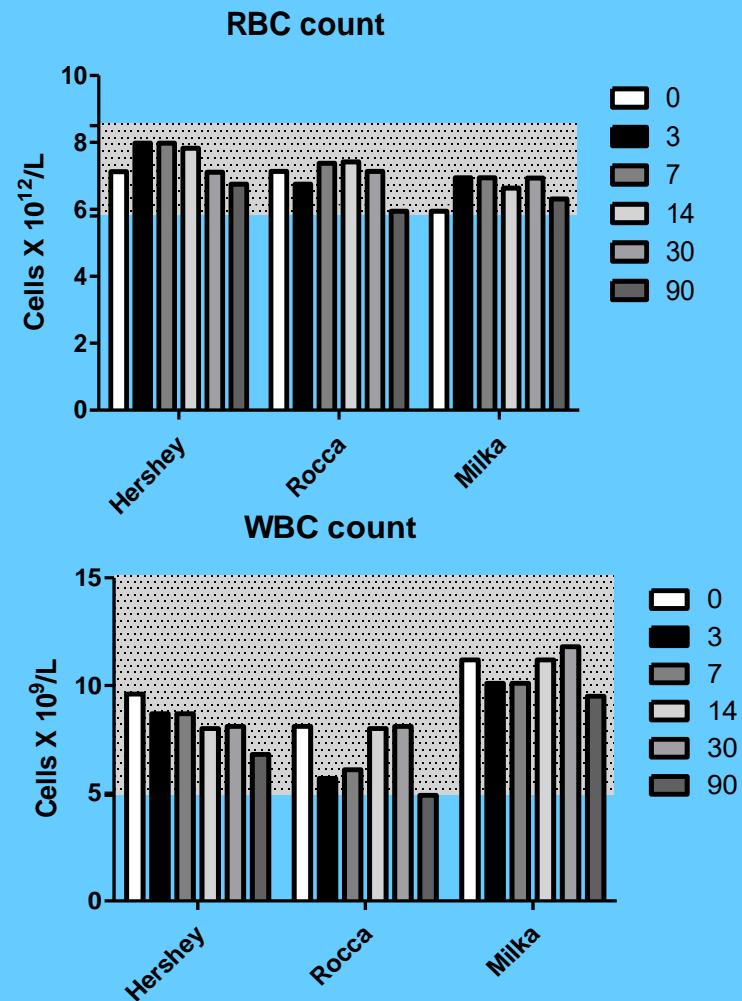 RBC count
10
8
6
4
2
0
Cells X 10¹²/L
Hershey
Rocca
Milka
0
3
7
14
30
90
WBC count
15
10
5
0
Cells X 10⁹/L
Hershey
Rocca
Milka
0
3
7
14
30
90